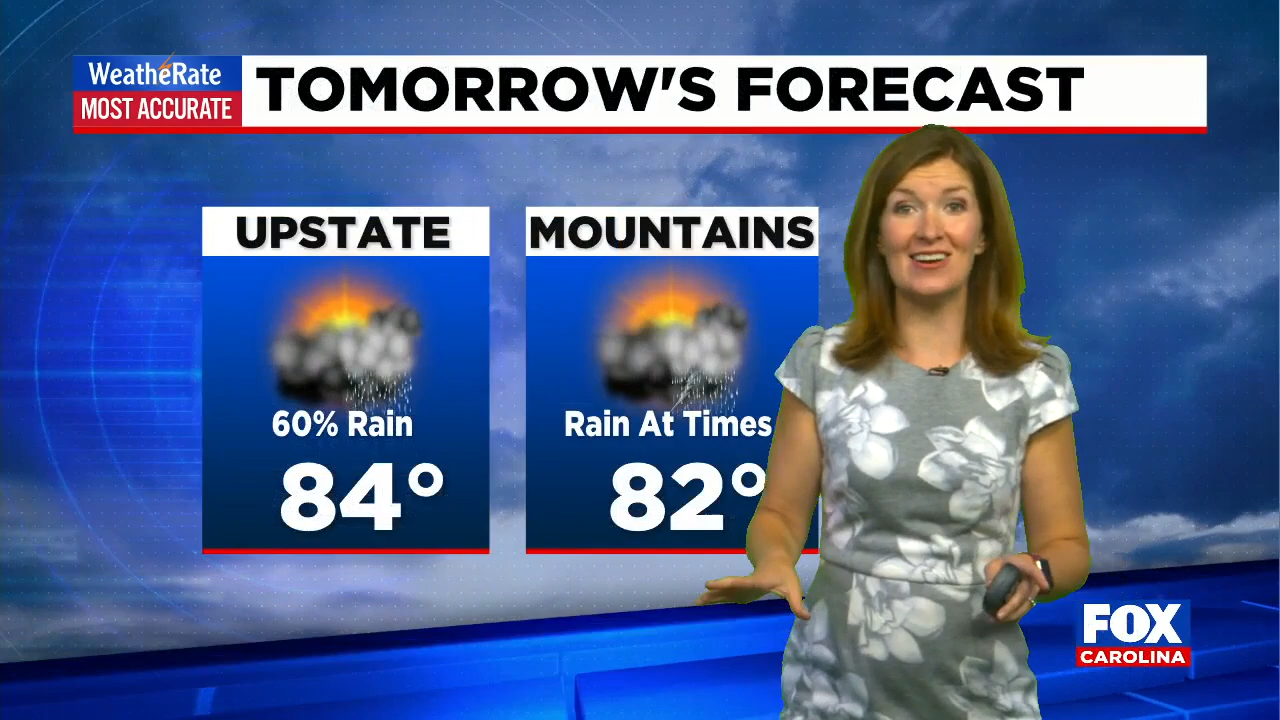 WeatheRate
MOST ACCURATE
TOMORROW'S FORECAST
UPSTATE
60% Rain
84°
MOUNTAINS
Rain At Times
82°
FOX
CAROLINA